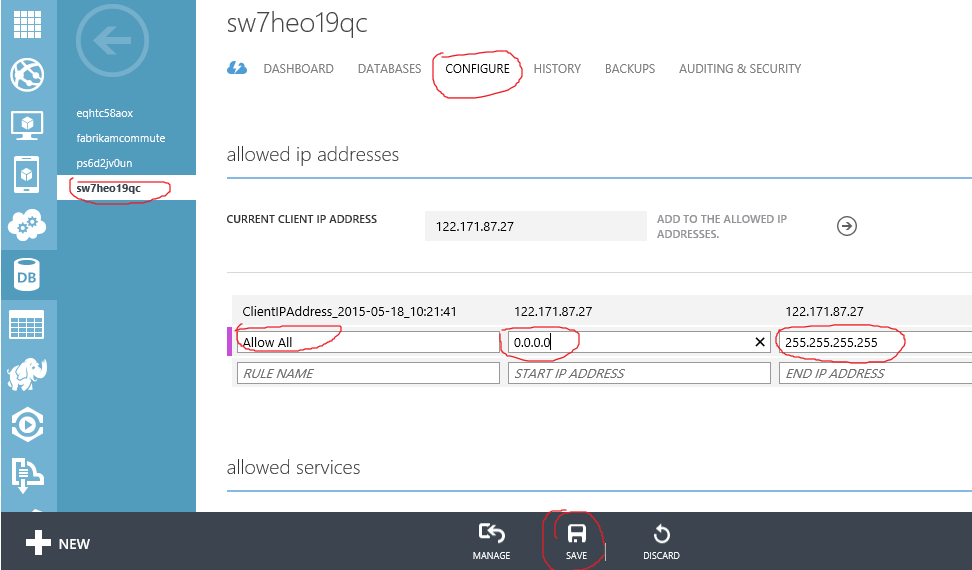 sw7heo19qc
DASHBOARD DATABASES CONFIGURE HISTORY BACKUPS AUDITING & SECURITY
eqhtc58aox
fabrikamcommute
ps6d2jv0un
sw7heo19qc
allowed ip addresses
CURRENT CLIENT IP ADDRESS 122.171.87.27 ADD TO THE ALLOWED IP
ADDRESSES.
ClientIPAddress_2015-05-18_10:21:41 122.171.87.27 122.171.87.27
Allow All 0.0.0.0 255.255.255.255
RULE NAME START IP ADDRESS END IP ADDRESS
DB
allowed services
NEW MANAGE SAVE DISCARD